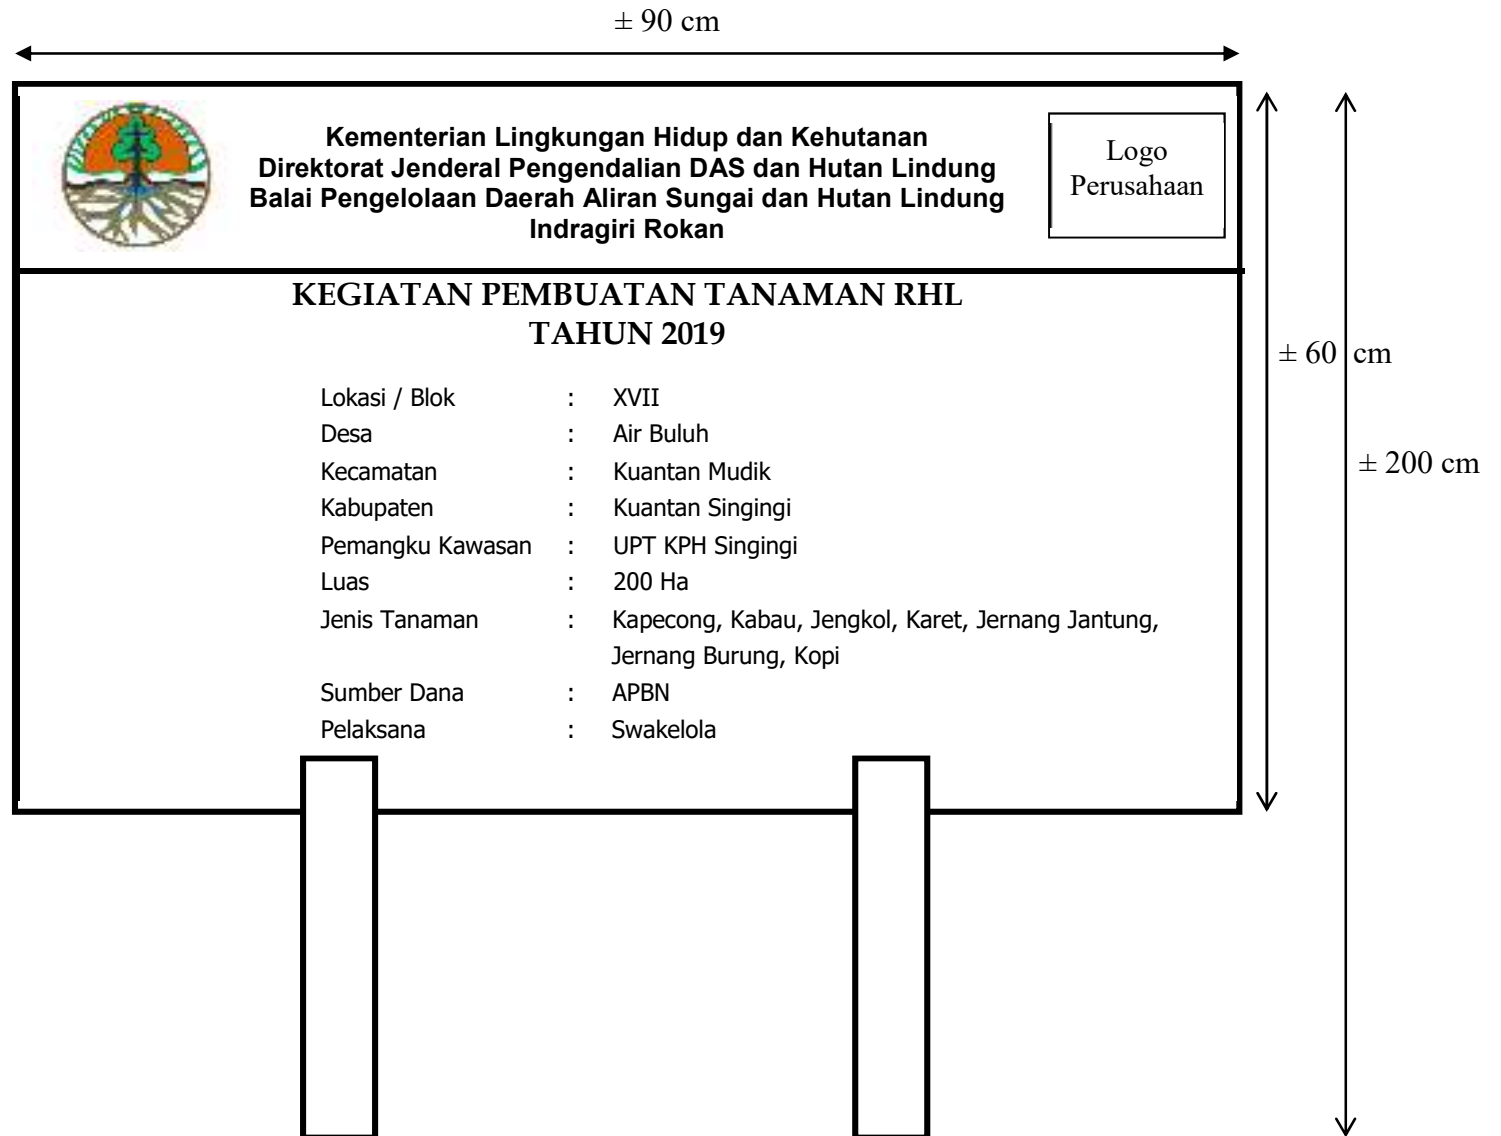 ± 90 cm
Kementerian Lingkungan Hidup dan Kehutanan
Direktorat Jenderal Pengendalian DAS dan Hutan Lindung
Balai Pengelolaan Daerah Aliran Sungai dan Hutan Lindung
Indragiri Rokan
Logo
Perusahaan
KEGIATAN PEMBUATAN TANAMAN RHL
TAHUN 2019
± 60 cm
± 200 cm
Lokasi / Blok : XVII
Desa : Air Buluh
Kecamatan : Kuantan Mudik
Kabupaten : Kuantan Singingi
Pemangku Kawasan : UPT KPH Singingi
Luas : 200 Ha
Jenis Tanaman : Kapecong, Kabau, Jengkol, Karet, Jernang Jantung,
Jernang Burung, Kopi
Sumber Dana : APBN
Pelaksana : Swakelola